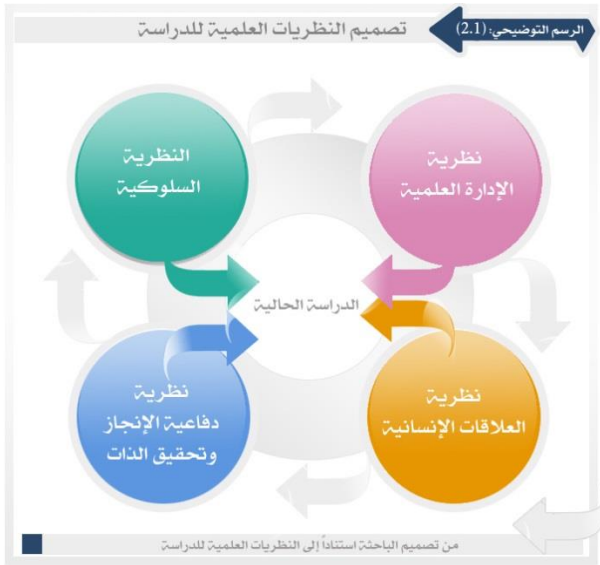 الرسم التوضيحي: (2.1)
تصميم النظريات العلمية للدراسة
نظرية
الإدارة العلمية
النظرية
السلوكية
الدراسة الحالية
نظرية
العلاقات الإنسانية
نظرية
دفاعية الإنجاز
وتحقيق الذات
من تصميم الباحثة استناداً إلى النظريات العلمية للدراسة